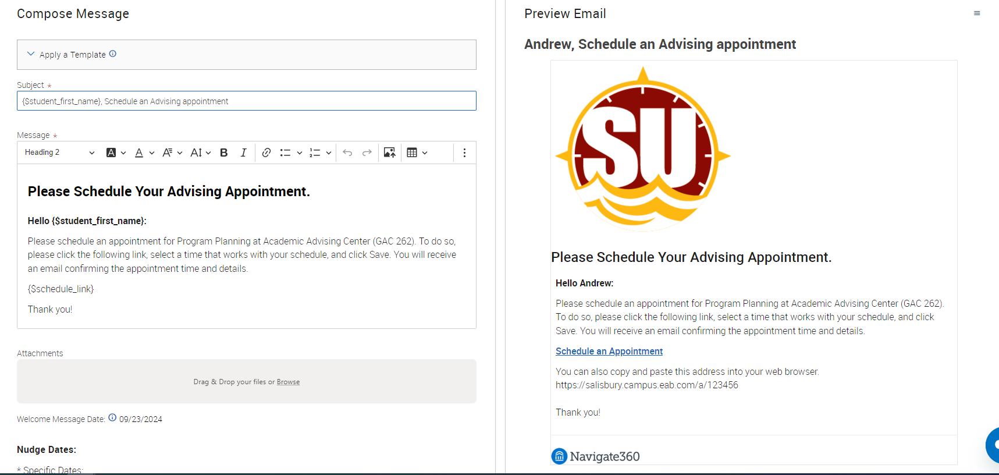 Compose Message
Apply a Template
Subject *
{$student_first_name}, Schedule an Advising appointment
Message *
Heading 2
Please Schedule Your Advising Appointment.
Hello {$student_first_name}:
Please schedule an appointment for Program Planning at Academic Advising Center (GAC 262). To do so,
please click the following link, select a time that works with your schedule, and click Save. You will receive
an email confirming the appointment time and details.
{$schedule_link}
Thank you!
Attachments
Drag & Drop your files or Browse
Welcome Message Date: 09/23/2024
Nudge Dates:
* Specific Dates:
Preview Email
Andrew, Schedule an Advising appointment
SU
Please Schedule Your Advising Appointment.
Hello Andrew:
Please schedule an appointment for Program Planning at Academic Advising Center (GAC 262).
To do so, please click the following link, select a time that works with your schedule, and click
Save. You will receive an email confirming the appointment time and details.
Schedule an Appointment
You can also copy and paste this address into your web browser.
https://salisbury.campus.eab.com/a/123456
Thank you!
Navigate360